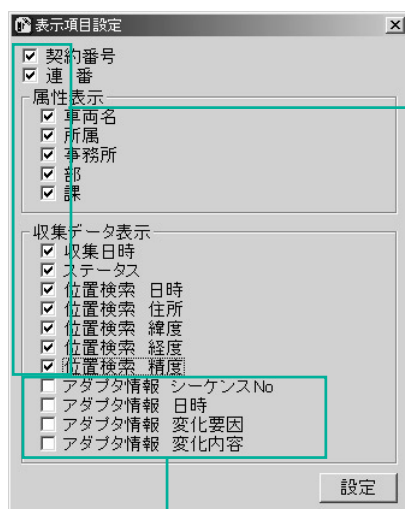 表示項目設定
契約番号
連 番
属性表示
車両名
所属
事務所
部
課
収集データ表示
収集日時
ステータス
位置検索 日時
位置検索 住所
位置検索 緯度
位置検索 経度
位置検索 精度
アダプタ情報 シーケンスNo
アダプタ情報 日時
アダプタ情報 変化要因
アダプタ情報 変化内容
設定